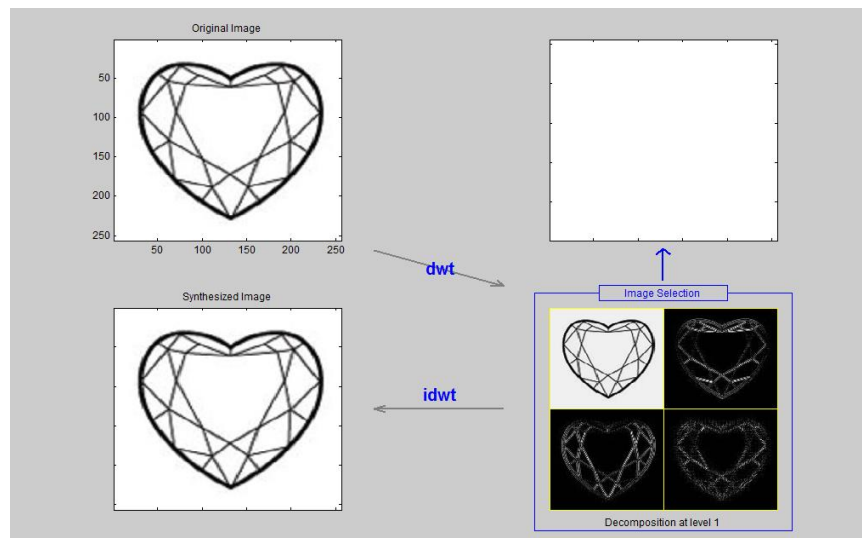 Original Image
50
100
150
200
250
50 100 150 200 250
dwt
Image Selection
Synthesized Image
idwt
Decomposition at level 1